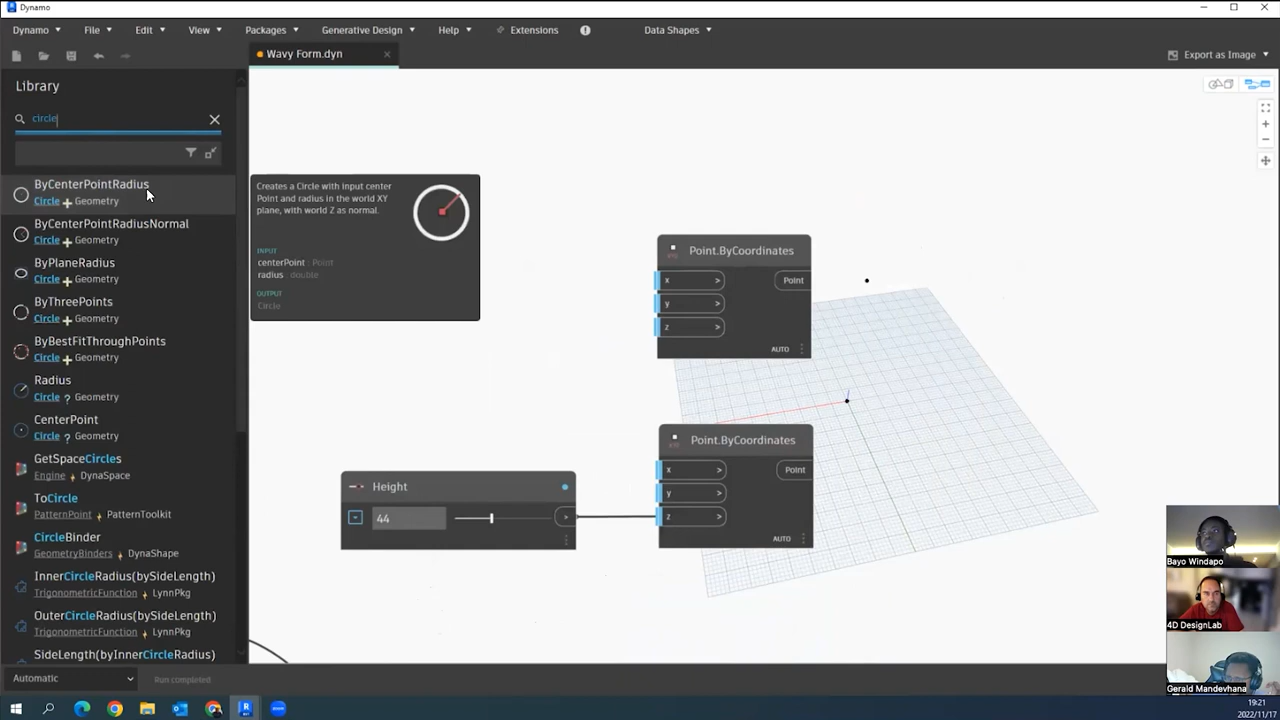 Dynamo
Dynamo File Edit View Packages Generative Design Help Extensions Data Shapes
Wavy Form.dyn
Export as Image
Library
circle
ByCenterPointRadius
Circle Geometry
ByCenterPointRadiusNormal
Circle Geometry
ByPlaneRadius
Circle Geometry
ByThreePoints
Circle Geometry
ByBestFitThroughPoints
Circle Geometry
Radius
Circle ? Geometry
CenterPoint
Circle ? Geometry
GetSpaceCircles
Engine DynaSpace
ToCircle
PatternPoint PatternToolkit
CircleBinder
GeometryBinders DynaShape
InnerCircleRadius(bySideLength)
TrigonometricFunction LynnPkg
OuterCircleRadius(bySideLength)
TrigonometricFunction LynnPkg
SideLength(byInnerCircleRadius)
Creates a Circle with input center
Point and radius in the world XY
plane, with world Z as normal.
INPUT
centerPoint : Point
radius : double
OUTPUT
Circle
Point.ByCoordinates
x > Point
y >
z >
AUTO
Point.ByCoordinates
x > Point
y >
z >
AUTO
Height
44 >
Bayo Windapo
4D DesignLab
Gerald Mandevhana
Automatic
Run completed
19:21
2022/11/17